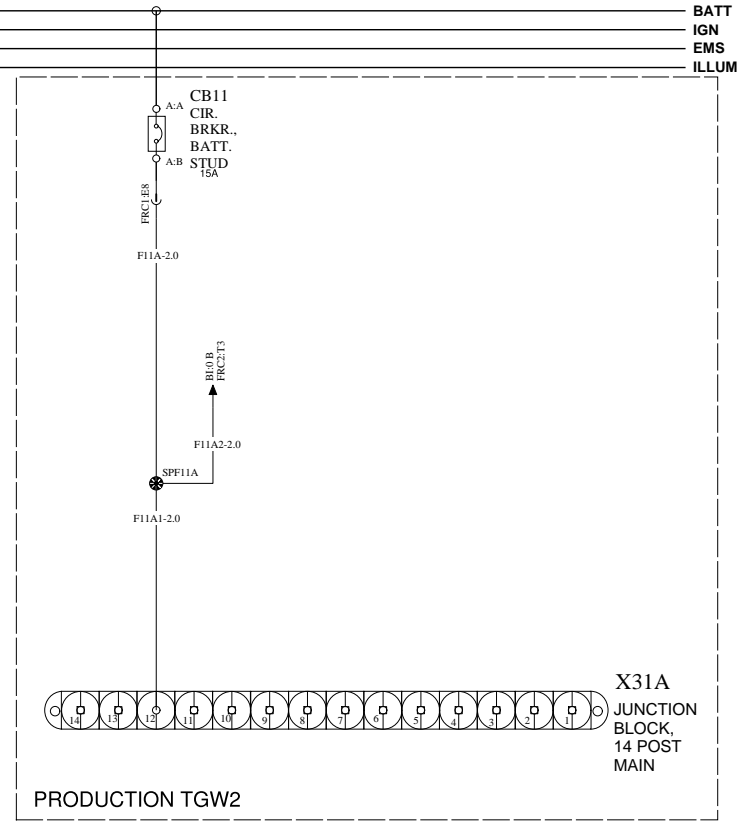 BATT
IGN
EMS
ILLUM
A:A
CB11
CIR.
BRKR.,
BATT.
STUD
15A
A:B
FRC1:E8
F11A-2.0
BI:0 B
FRC2:T3
F11A2-2.0
SPF11A
F11A1-2.0
X31A
JUNCTION
BLOCK,
14 POST
MAIN
14 13 12 11 10 9 8 7 6 5 4 3 2 1
PRODUCTION TGW2